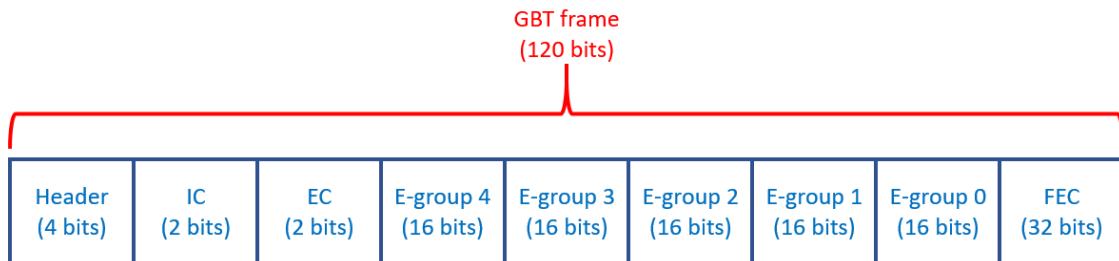 GBT frame
(120 bits)
Header
(4 bits)
IC
(2 bits)
EC
(2 bits)
E-group 4
(16 bits)
E-group 3
(16 bits)
E-group 2
(16 bits)
E-group 1
(16 bits)
E-group 0
(16 bits)
FEC
(32 bits)